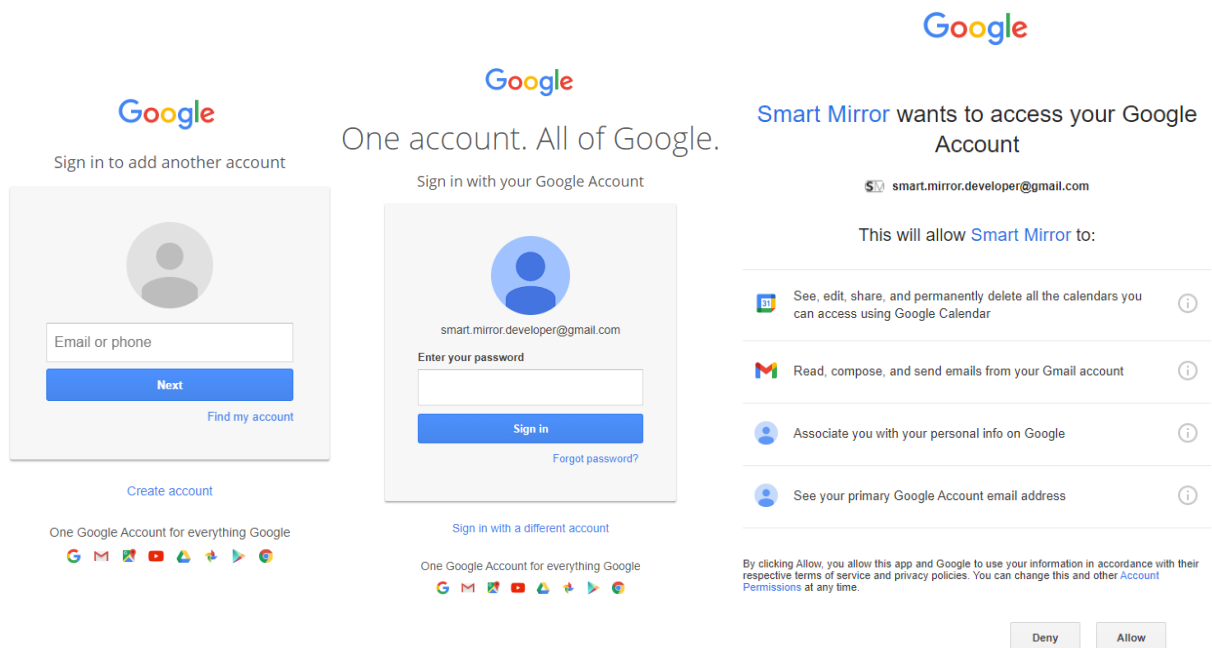 Google
Sign in to add another account
Email or phone
Next
Find my account
Create account
One Google Account for everything Google
Google
One account. All of Google.
Sign in with your Google Account
smart.mirror.developer@gmail.com
Enter your password
Sign in
Forgot password?
Sign in with a different account
One Google Account for everything Google
Google
Smart Mirror wants to access your Google
Account
SM smart.mirror.developer@gmail.com
This will allow Smart Mirror to:
31
See, edit, share, and permanently delete all the calendars you
can access using Google Calendar
Read, compose, and send emails from your Gmail account
Associate you with your personal info on Google
See your primary Google Account email address
By clicking Allow, you allow this app and Google to use your information in accordance with their
respective terms of service and privacy policies. You can change this and other Account
Permissions at any time.
Deny
Allow